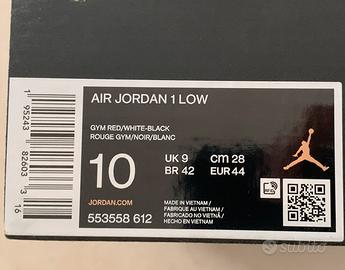 AIR JORDAN 1 LOW
GYM RED/WHITE-BLACK
ROUGE GYM/NOIR/BLANC
10
UK 9 CM 28
BR 42 EUR 44
JORDAN.COM
553558 612
MADE IN VIETNAM /
FABRIQUE AU VIETNAM /
FABRICADO NO VIETNÃ /
HECHO EN VIETNAM
1 95243 82603 3 16
subito